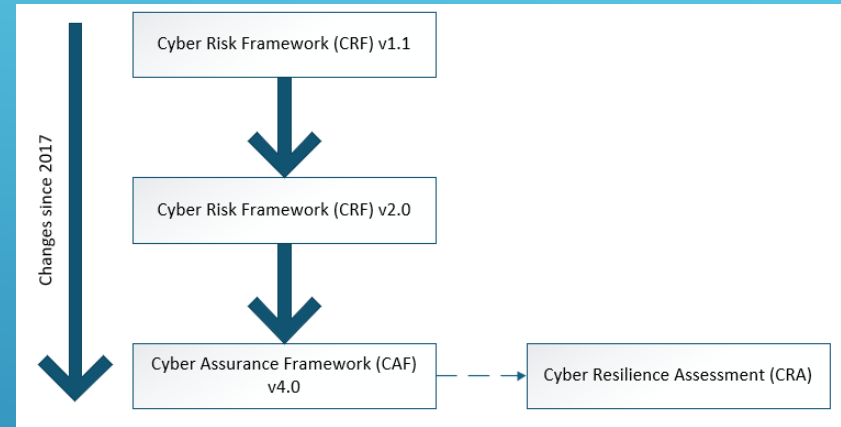 Cyber Risk Framework (CRF) v1.1
Changes since 2017
Cyber Risk Framework (CRF) v2.0
Cyber Assurance Framework (CAF)
v4.0
Cyber Resilience Assessment (CRA)